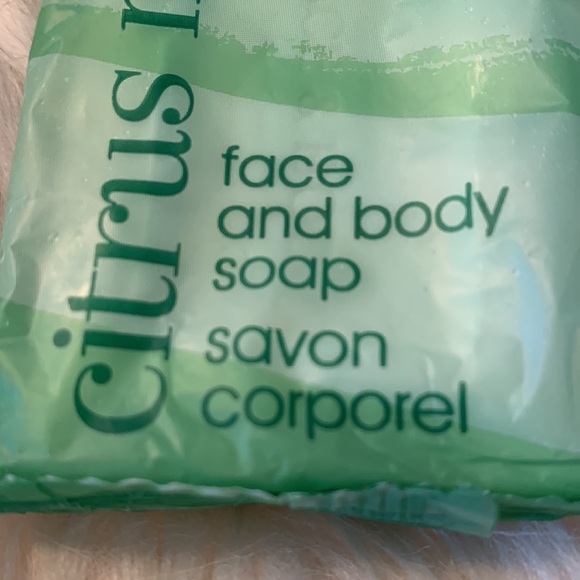 citrus
face
and body
soap
savon
corporel